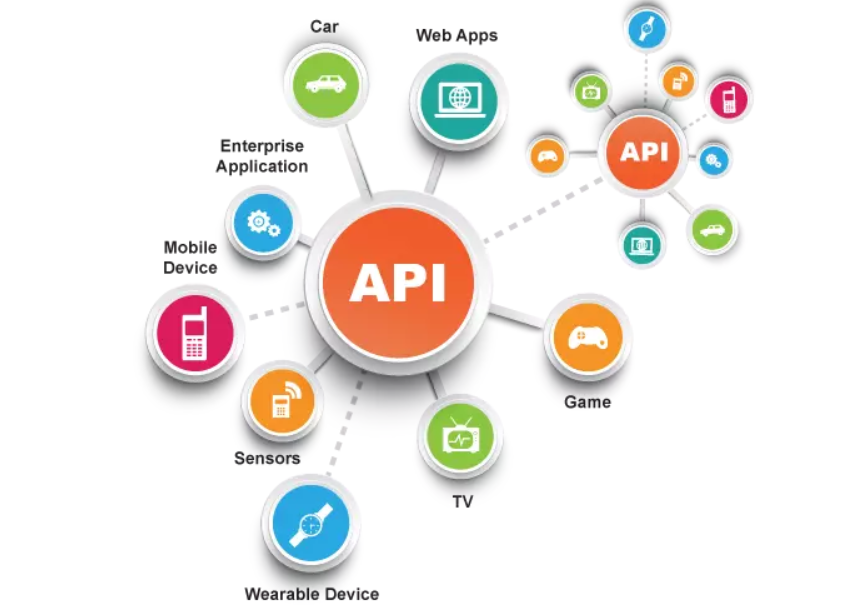 Car
Web Apps
Enterprise
Application
API
Mobile
Device
API
Game
Sensors
TV
Wearable Device